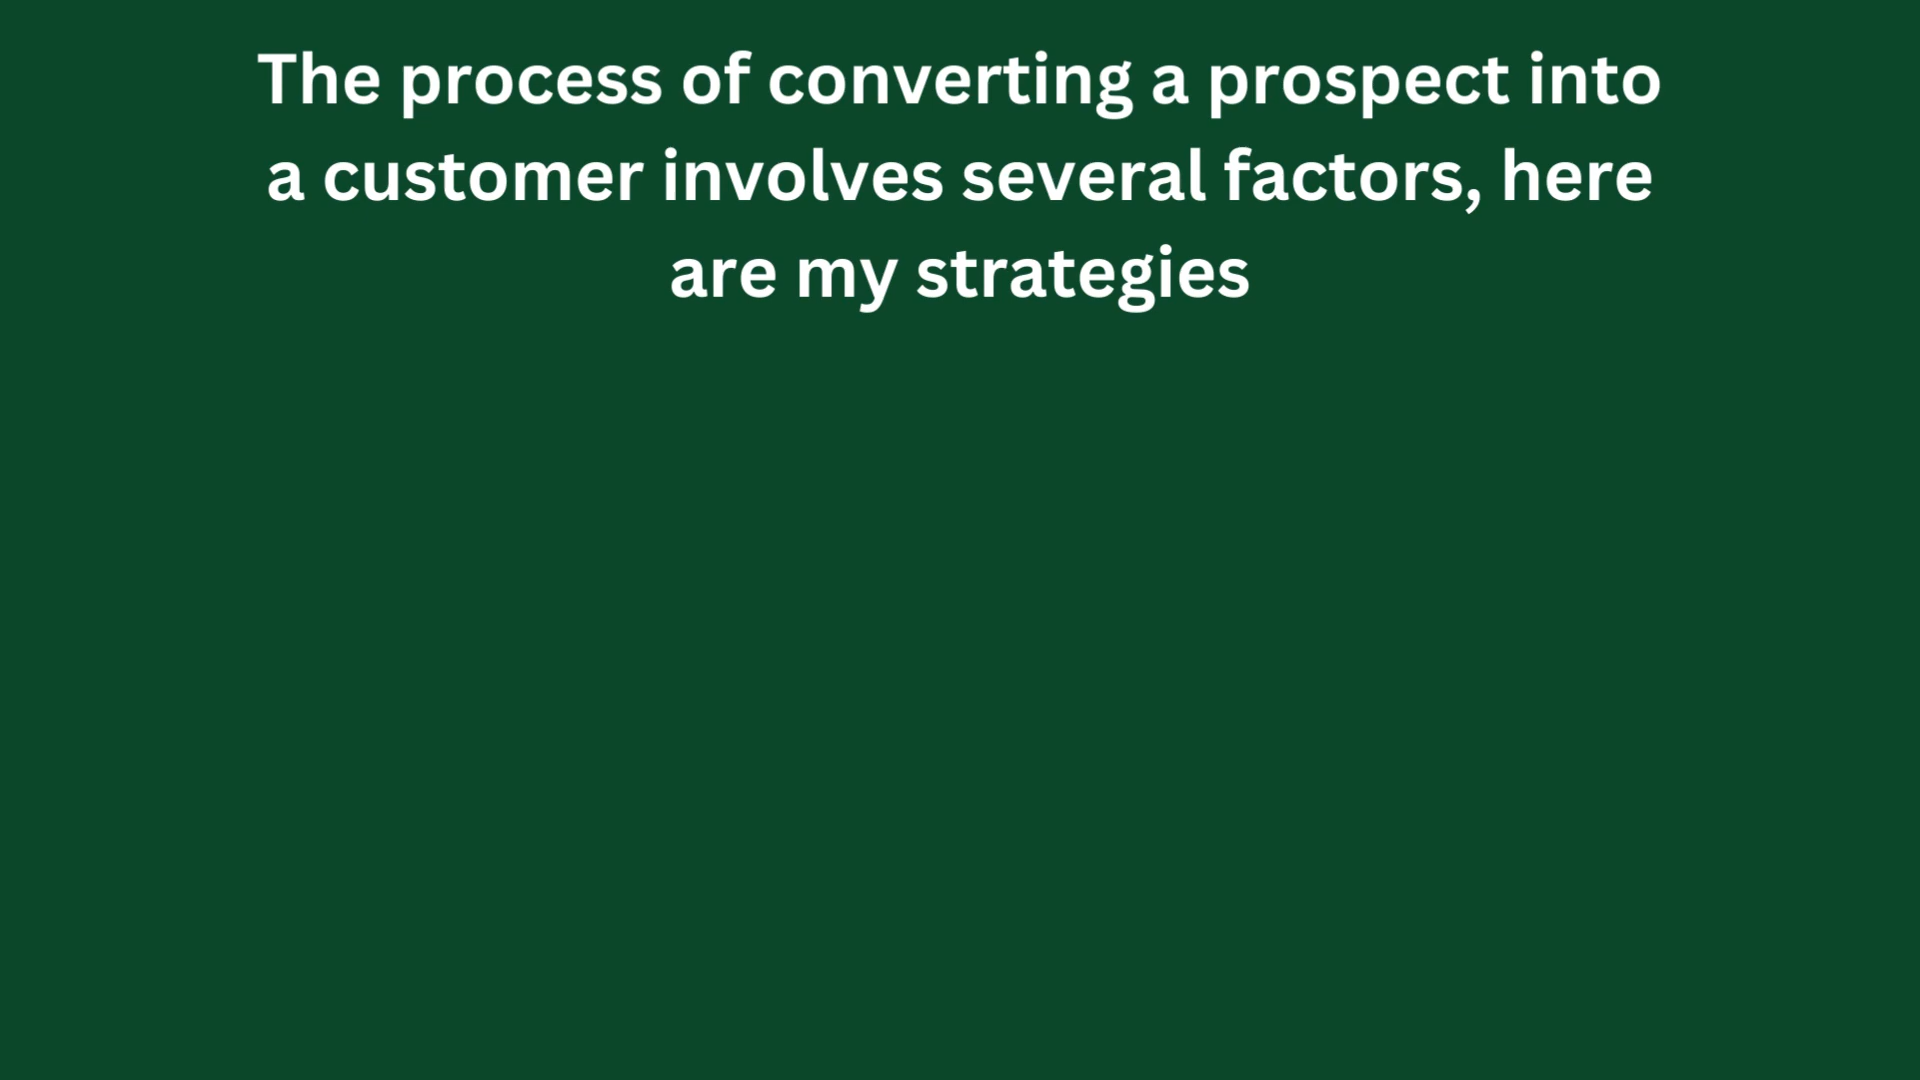 The process of converting a prospect into
a customer involves several factors, here
are my strategies